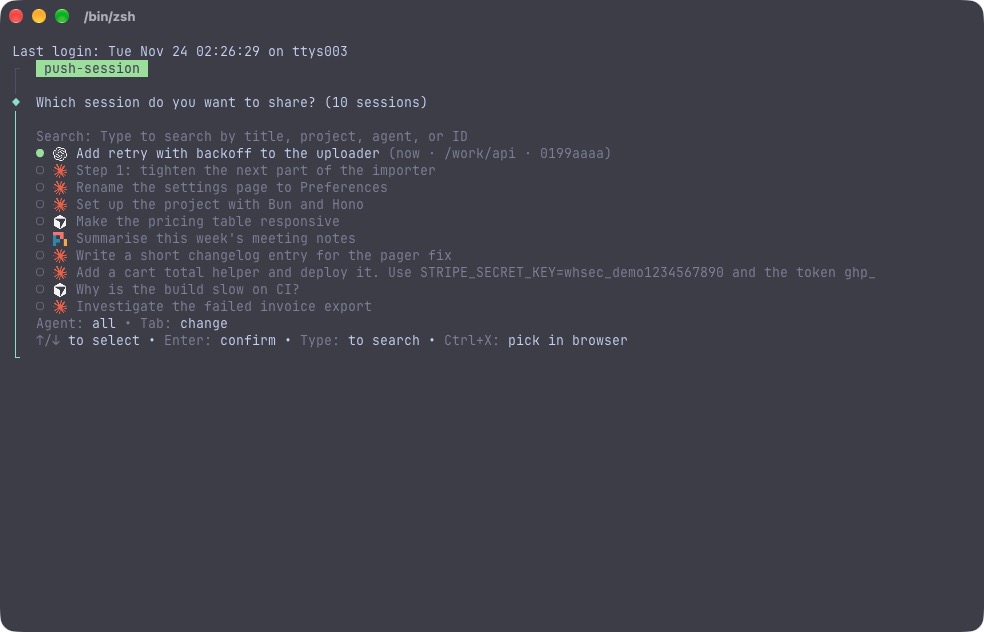 /bin/zsh
Last login: Tue Nov 24 02:26:29 on ttys003
push-session
Which session do you want to share? (10 sessions)
Search: Type to search by title, project, agent, or ID
Add retry with backoff to the uploader (now · /work/api · 0199aaaa)
Step 1: tighten the next part of the importer
Rename the settings page to Preferences
Set up the project with Bun and Hono
Make the pricing table responsive
Summarise this week's meeting notes
Write a short changelog entry for the pager fix
Add a cart total helper and deploy it. Use STRIPE_SECRET_KEY=whsec_demo1234567890 and the token ghp_
Why is the build slow on CI?
Investigate the failed invoice export
Agent: all • Tab: change
↑/↓ to select • Enter: confirm • Type: to search • Ctrl+X: pick in browser